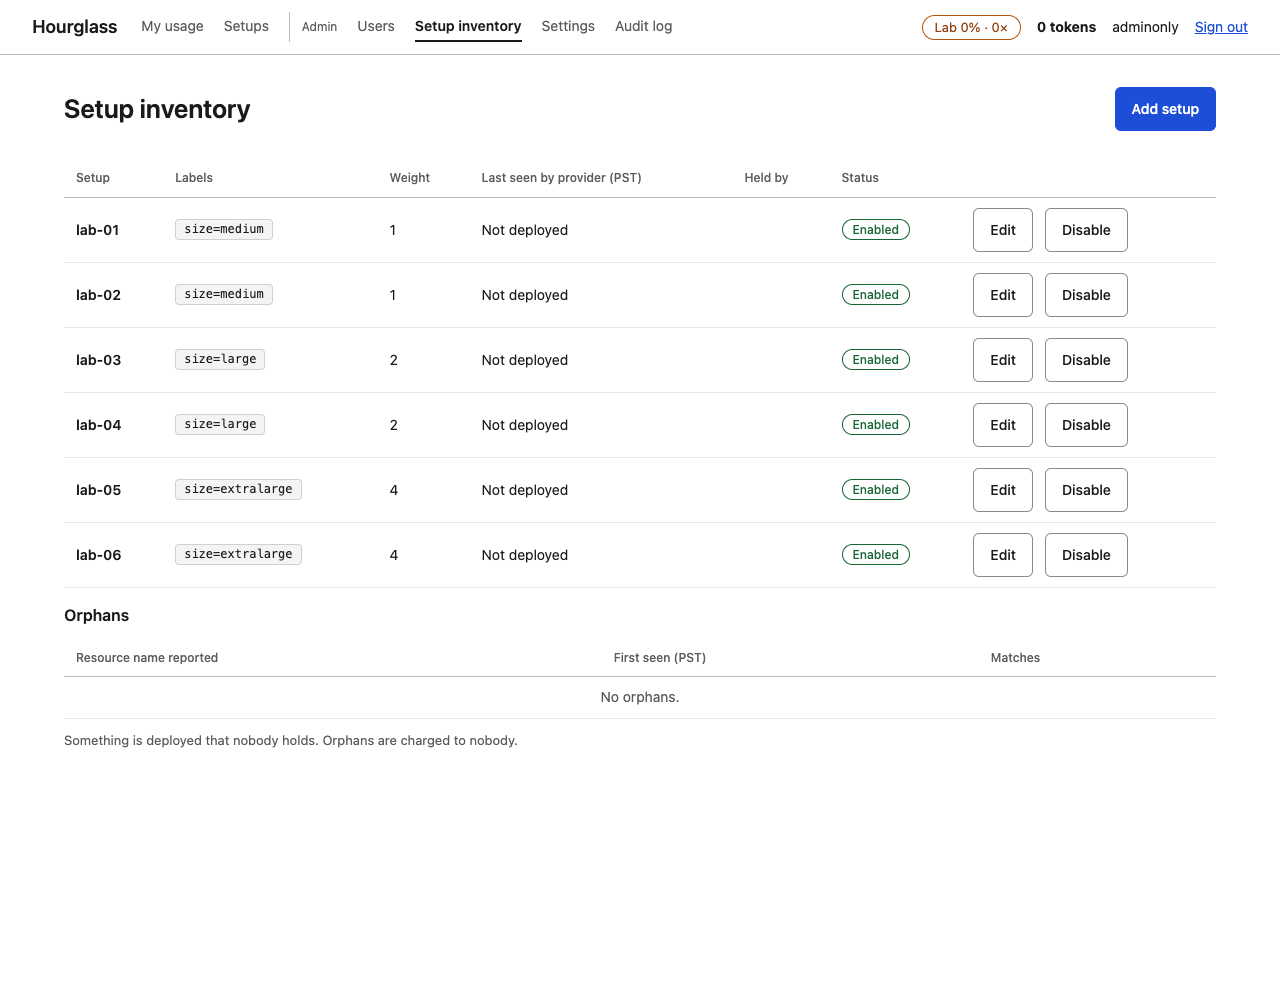 Hourglass My usage Setups Admin Users Setup inventory Settings Audit log Lab 0% · 0× 0 tokens adminonly Sign out
Setup inventory Add setup
Setup Labels Weight Last seen by provider (PST) Held by Status
lab-01 size=medium 1 Not deployed Enabled Edit Disable
lab-02 size=medium 1 Not deployed Enabled Edit Disable
lab-03 size=large 2 Not deployed Enabled Edit Disable
lab-04 size=large 2 Not deployed Enabled Edit Disable
lab-05 size=extralarge 4 Not deployed Enabled Edit Disable
lab-06 size=extralarge 4 Not deployed Enabled Edit Disable
Orphans
Resource name reported First seen (PST) Matches
No orphans.
Something is deployed that nobody holds. Orphans are charged to nobody.